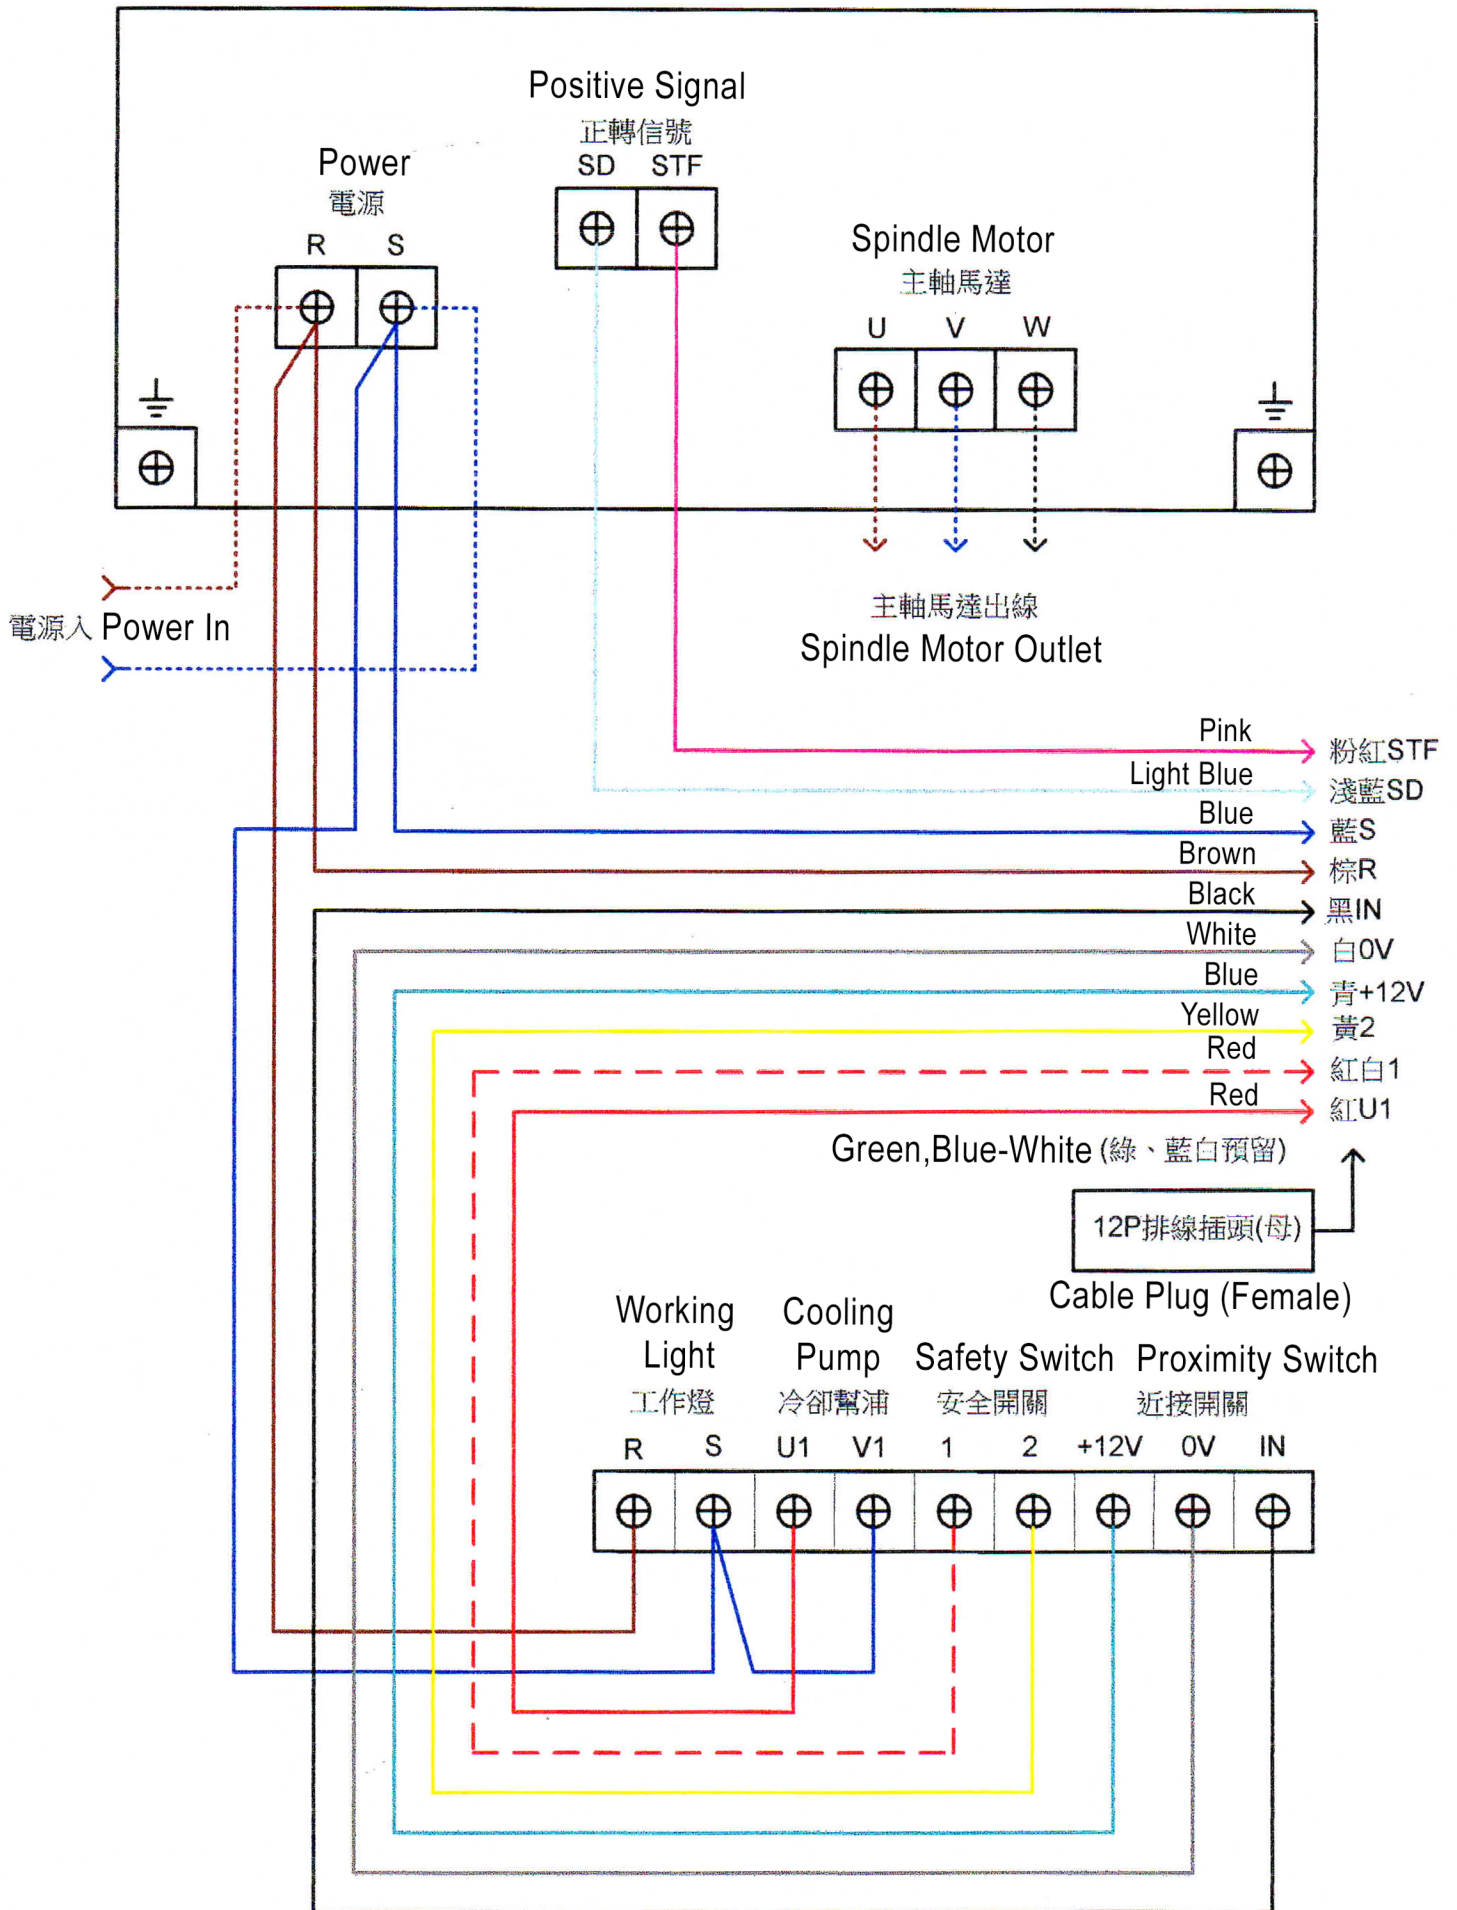 Positive Signal
正轉信號
SD STF
Power
電源
R S
Spindle Motor
主軸馬達
U V W
電源入 Power In
主軸馬達出線
Spindle Motor Outlet
Pink 粉紅STF
Light Blue 淺藍SD
Blue 藍S
Brown 棕R
Black 黑IN
White 白0V
Blue 青+12V
Yellow 黃2
Red 紅白1
Red 紅U1
Green,Blue-White (綠、藍白預留)
12P排線插頭(母)
Cable Plug (Female)
Working
Light
工作燈
Cooling
Pump
冷卻幫浦
Safety Switch
安全開關
Proximity Switch
近接開關
R S U1 V1 1 2 +12V 0V IN